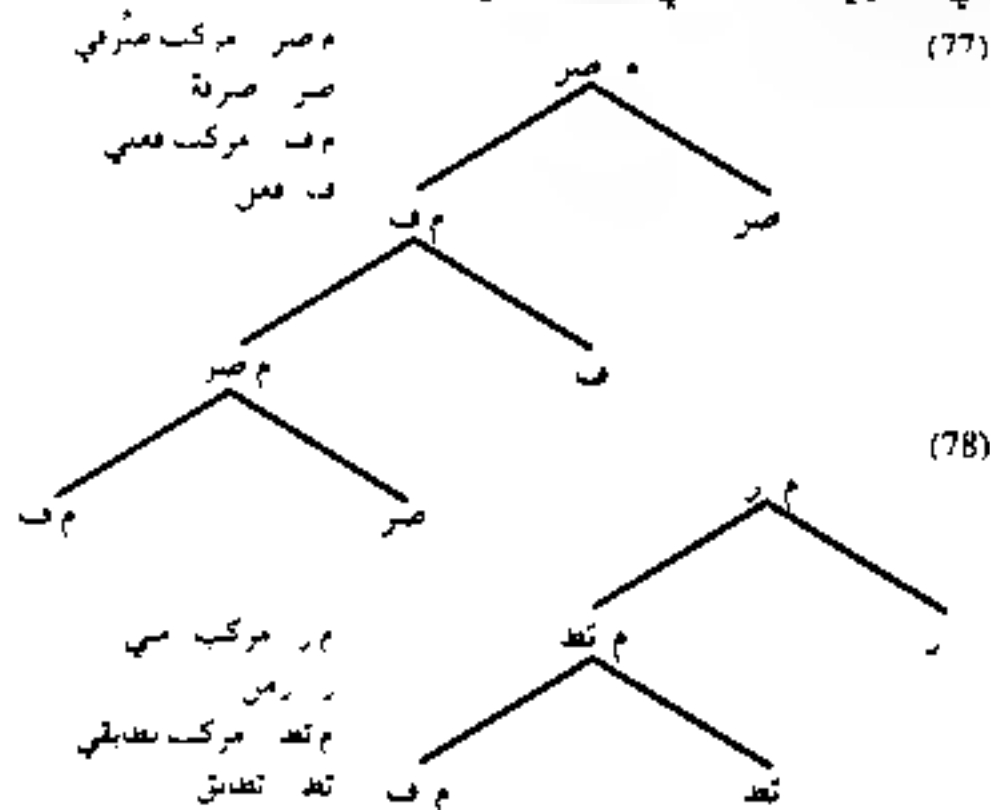 (77)
م صر مركب صرفي
صر صرفة
م ف مركب فعلي
ف فعل
م صر
م ف صر
م صر ف
م ف صر
(78)
م ر
م تط ر
م ف تط
م ر مركب مني
ر زمن
م تط مركب تطابقي
تط تطابق